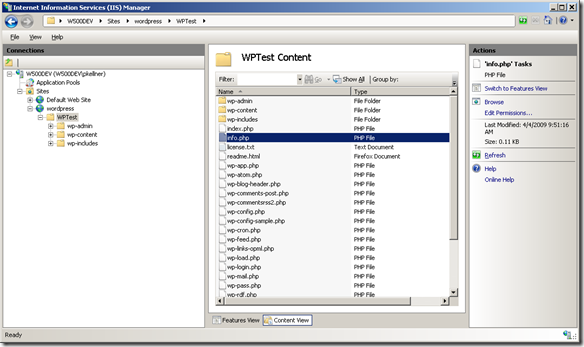 Internet Information Services (IIS) Manager
W500DEV ▸ Sites ▸ wordpress ▸ WPTest ▸
File View Help
Connections
W500DEV (W500DEV\pkellner)
Application Pools
Sites
Default Web Site
wordpress
WPTest
wp-admin
wp-content
wp-includes
WPTest Content
Filter: Go Show All Group by:
Name Type
wp-admin File Folder
wp-content File Folder
wp-includes File Folder
index.php PHP File
info.php PHP File
license.txt Text Document
readme.html Firefox Document
wp-app.php PHP File
wp-atom.php PHP File
wp-blog-header.php PHP File
wp-comments-post.php PHP File
wp-commentsrss2.php PHP File
wp-config.php PHP File
wp-config-sample.php PHP File
wp-cron.php PHP File
wp-feed.php PHP File
wp-links-opml.php PHP File
wp-load.php PHP File
wp-login.php PHP File
wp-mail.php PHP File
wp-pass.php PHP File
wp-rdf.php PHP File
Features View Content View
Actions
'info.php' Tasks
PHP File
Switch to Features View
Browse
Edit Permissions...
Last Modified: 4/4/2009 9:51:16
AM
Size: 0.11 KB
Refresh
Help
Online Help
Ready